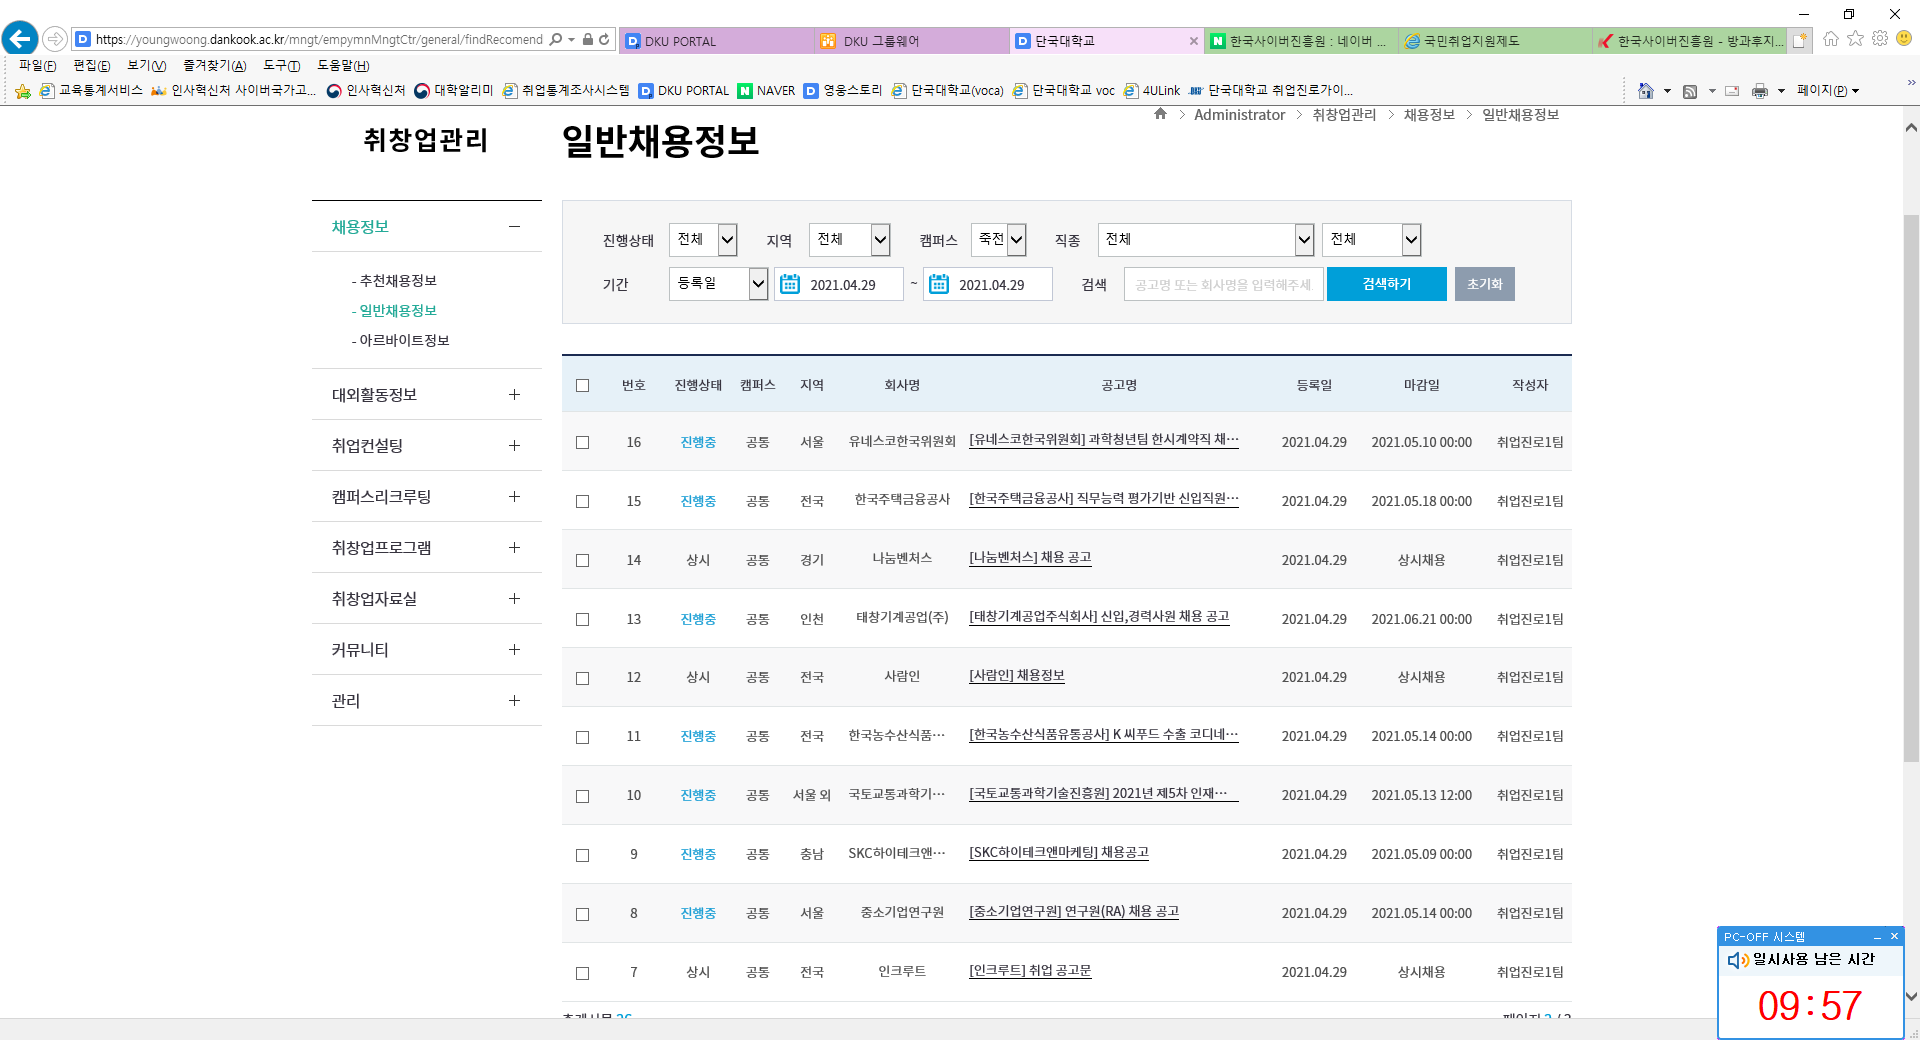 https://youngwoong.dankook.ac.kr/mngt/empymnMngtCtr/general/findRecomend
DKU PORTAL
DKU 그룹웨어
단국대학교
한국사이버진흥원 : 네이버 ...
국민취업지원제도
한국사이버진흥원 - 방과후지...
파일(F) 편집(E) 보기(V) 즐겨찾기(A) 도구(T) 도움말(H)
교육통계서비스 인사혁신처 사이버국가고... 인사혁신처 대학알리미 취업통계조사시스템 DKU PORTAL NAVER 영웅스토리 단국대학교(voca) 단국대학교 voc 4ULink 단국대학교 취업진로가이... 페이지(P)
Administrator > 취창업관리 > 채용정보 > 일반채용정보
취창업관리
일반채용정보
채용정보
- 추천채용정보
- 일반채용정보
- 아르바이트정보
대외활동정보
취업컨설팅
캠퍼스리크루팅
취창업프로그램
취창업자료실
커뮤니티
관리
진행상태 전체 지역 전체 캠퍼스 죽전 직종 전체 전체
기간 등록일 2021.04.29 ~ 2021.04.29 검색 공고명 또는 회사명을 입력해주세. 검색하기 초기화
번호 진행상태 캠퍼스 지역 회사명 공고명 등록일 마감일 작성자
16 진행중 공통 서울 유네스코한국위원회 [유네스코한국위원회] 과학청년팀 한시계약직 채… 2021.04.29 2021.05.10 00:00 취업진로1팀
15 진행중 공통 전국 한국주택금융공사 [한국주택금융공사] 직무능력 평가기반 신입직원… 2021.04.29 2021.05.18 00:00 취업진로1팀
14 상시 공통 경기 나눔벤처스 [나눔벤처스] 채용 공고 2021.04.29 상시채용 취업진로1팀
13 진행중 공통 인천 태창기계공업(주) [태창기계공업주식회사] 신입,경력사원 채용 공고 2021.04.29 2021.06.21 00:00 취업진로1팀
12 상시 공통 전국 사람인 [사람인] 채용정보 2021.04.29 상시채용 취업진로1팀
11 진행중 공통 전국 한국농수산식품… [한국농수산식품유통공사] K 씨푸드 수출 코디네… 2021.04.29 2021.05.14 00:00 취업진로1팀
10 진행중 공통 서울 외 국토교통과학기… [국토교통과학기술진흥원] 2021년 제5차 인재… 2021.04.29 2021.05.13 12:00 취업진로1팀
9 진행중 공통 충남 SKC하이테크앤… [SKC하이테크앤마케팅] 채용공고 2021.04.29 2021.05.09 00:00 취업진로1팀
8 진행중 공통 서울 중소기업연구원 [중소기업연구원] 연구원(RA) 채용 공고 2021.04.29 2021.05.14 00:00 취업진로1팀
7 상시 공통 전국 인크루트 [인크루트] 취업 공고문 2021.04.29 상시채용 취업진로1팀
PC-OFF 시스템
일시사용 남은 시간
09:57